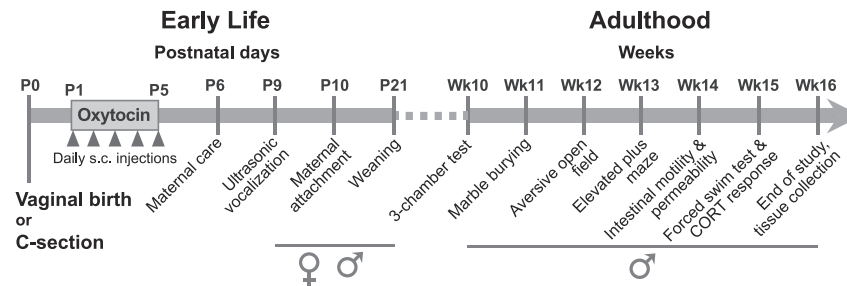 Early Life
Adulthood
Postnatal days
Weeks
P0
P1
P5
P6
P9
P10
P21
Wk10
Wk11
Wk12
Wk13
Wk14
Wk15
Wk16
Oxytocin
Daily s.c. injections
Vaginal birth
or
C-section
Maternal care
Ultrasonic
vocalization
Maternal
attachment
Weaning
3-chamber test
Marble burying
Aversive open
field
Elevated plus
maze
Intestinal motility &
permeability
Forced swim test &
CORT response
End of study,
tissue collection
♀ ♂
♂